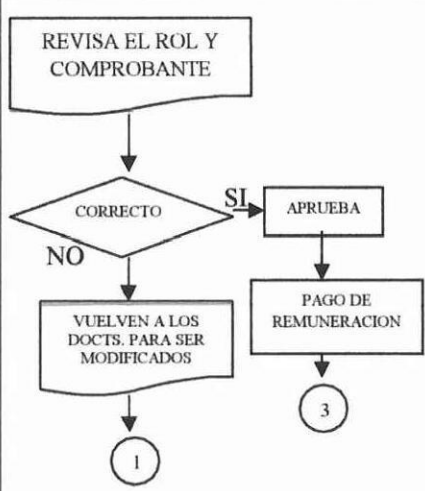 REVISA EL ROL Y
COMPROBANTE
CORRECTO
SI
APRUEBA
NO
PAGO DE
REMUNERACION
VUELVEN A LOS
DOCTS. PARA SER
MODIFICADOS
3
1